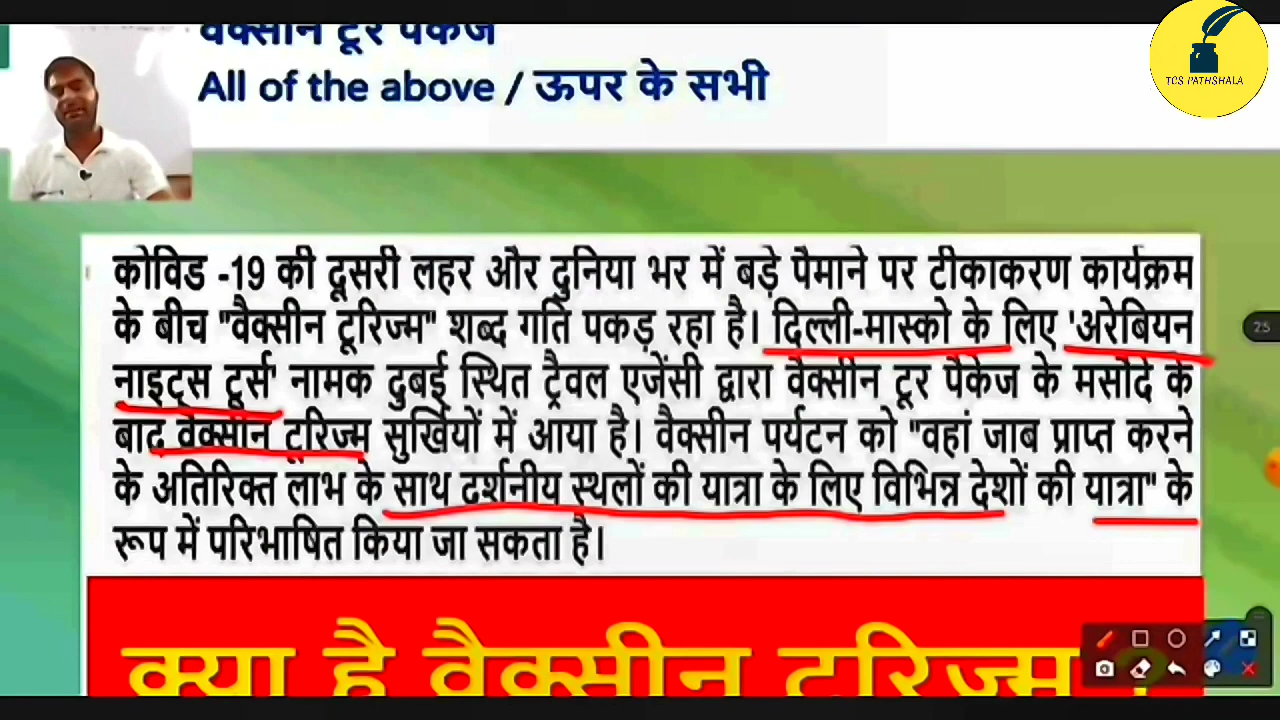 वैक्सीन टूर पैकेज
All of the above / ऊपर के सभी
TCS PATHSHALA
कोविड -19 की दूसरी लहर और दुनिया भर में बड़े पैमाने पर टीकाकरण कार्यक्रम
के बीच "वैक्सीन टूरिज्म" शब्द गति पकड़ रहा है। दिल्ली-मास्को के लिए 'अरेबियन
नाइट्स टूर्स' नामक दुबई स्थित ट्रैवल एजेंसी द्वारा वैक्सीन टूर पैकेज के मसौदे के
बाद वैक्सीन टूरिज्म सुर्खियों में आया है। वैक्सीन पर्यटन को "वहां जाब प्राप्त करने
के अतिरिक्त लाभ के साथ दर्शनीय स्थलों की यात्रा के लिए विभिन्न देशों की यात्रा" के
रूप में परिभाषित किया जा सकता है।
क्या है वैक्सीन टूरिज्म ?
25